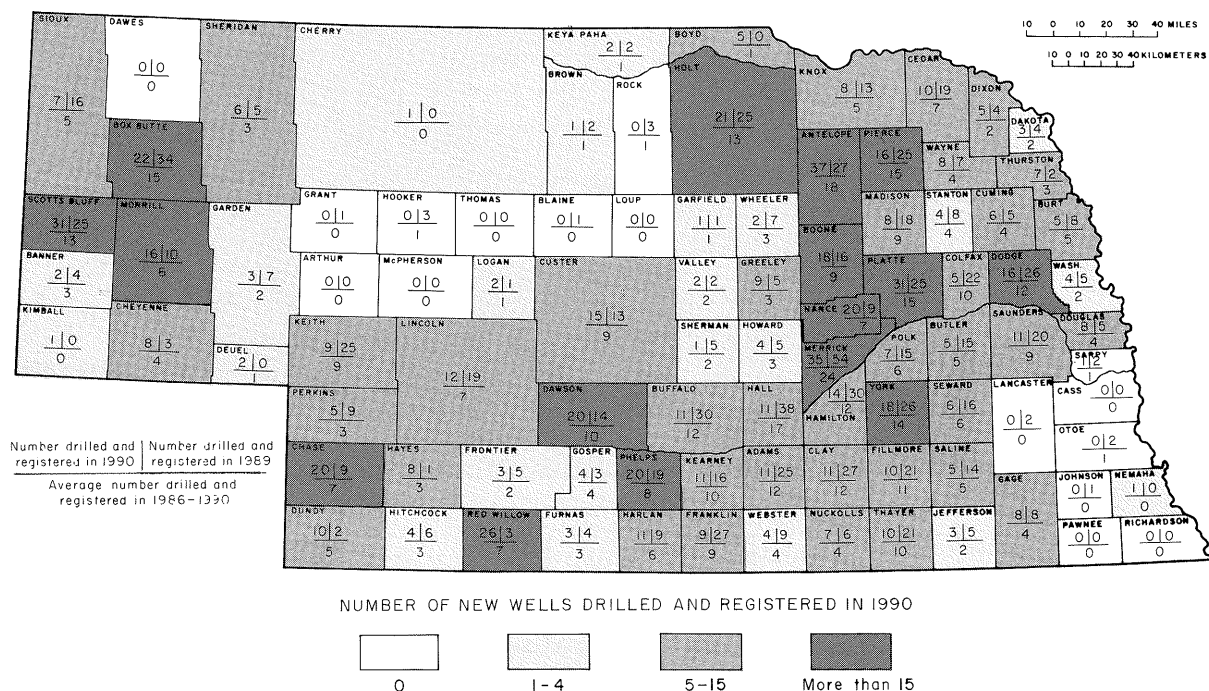 10 0 10 20 30 40 MILES
10 0 10 20 30 40 KILOMETERS
SIOUX
7|16
5
DAWES
0|0
0
SHERIDAN
6|5
3
CHERRY
1|0
0
KEYA PAHA
2|2
1
BOYD
5|0
1
BROWN
1|2
1
ROCK
0|3
1
HOLT
21|25
13
KNOX
8|13
5
CEDAR
10|19
7
DIXON
5|4
2
DAKOTA
3|4
2
BOX BUTTE
22|34
15
ANTELOPE
37|27
18
PIERCE
16|25
15
WAYNE
8|7
4
THURSTON
7|2
3
SCOTTS BLUFF
31|25
13
MORRILL
16|10
6
GARDEN
3|7
2
GRANT
0|1
0
HOOKER
0|3
1
THOMAS
0|0
0
BLAINE
0|1
0
LOUP
0|0
0
GARFIELD
1|1
1
WHEELER
2|7
3
BOONE
18|16
9
MADISON
8|18
9
STANTON
4|8
4
CUMING
6|5
4
BURT
5|8
5
BANNER
2|4
3
ARTHUR
0|0
0
McPHERSON
0|0
0
LOGAN
2|1
1
CUSTER
15|13
9
VALLEY
2|2
2
GREELEY
9|5
3
PLATTE
31|25
15
COLFAX
5|22
10
DODGE
16|26
12
WASH.
4|5
2
KIMBALL
1|0
0
CHEYENNE
8|3
4
DEUEL
2|0
1
KEITH
9|25
9
LINCOLN
12|19
7
SHERMAN
1|5
2
HOWARD
4|5
3
NANCE
20|9
7
MERRICK
35|54
24
POLK
7|15
6
BUTLER
5|15
5
SAUNDERS
11|20
9
DOUGLAS
8|5
4
SARPY
1|2
PERKINS
5|9
3
DAWSON
20|14
10
BUFFALO
11|30
12
HALL
11|38
17
14|30
12
HAMILTON
YORK
18|26
14
SEWARD
6|16
6
LANCASTER
0|2
0
CASS
0|0
0
OTOE
0|2
1
CHASE
20|9
7
HAYES
8|1
3
FRONTIER
3|5
2
GOSPER
4|3
4
PHELPS
20|19
8
KEARNEY
11|16
10
ADAMS
11|25
12
CLAY
11|27
12
FILLMORE
10|21
11
SALINE
5|14
5
GAGE
8|8
4
JOHNSON
0|1
0
NEMAHA
1|0
0
DUNDY
10|2
5
HITCHCOCK
4|6
3
RED WILLOW
26|3
7
FURNAS
3|4
3
HARLAN
11|9
6
FRANKLIN
9|27
9
WEBSTER
4|9
4
NUCKOLLS
7|6
4
THAYER
10|21
10
JEFFERSON
3|5
2
PAWNEE
0|0
0
RICHARDSON
0|0
0
Number drilled and | Number drilled and
registered in 1990 | registered in 1989
Average number drilled and
registered in 1986-1990
NUMBER OF NEW WELLS DRILLED AND REGISTERED IN 1990
0
1-4
5-15
More than 15